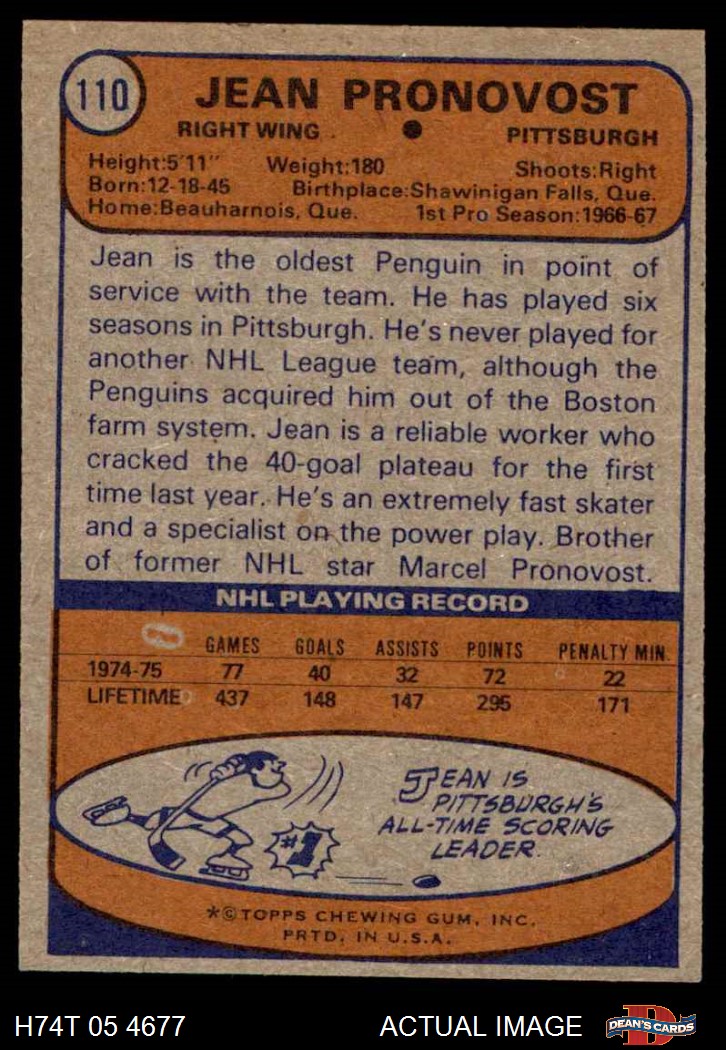 110
JEAN PRONOVOST
RIGHT WING • PITTSBURGH
Height:5'11" Weight:180 Shoots:Right
Born:12-18-45 Birthplace:Shawinigan Falls, Que.
Home:Beauharnois, Que. 1st Pro Season:1966-67
Jean is the oldest Penguin in point of
service with the team. He has played six
seasons in Pittsburgh. He's never played for
another NHL League team, although the
Penguins acquired him out of the Boston
farm system. Jean is a reliable worker who
cracked the 40-goal plateau for the first
time last year. He's an extremely fast skater
and a specialist on the power play. Brother
of former NHL star Marcel Pronovost.
NHL PLAYING RECORD
GAMES GOALS ASSISTS POINTS PENALTY MIN.
1974-75 77 40 32 72 22
LIFETIME 437 148 147 295 171
JEAN IS
PITTSBURGH'S
ALL-TIME SCORING
LEADER.
#1
*©TOPPS CHEWING GUM, INC.
PRTD. IN U.S.A.
H74T 05 4677 ACTUAL IMAGE
D
DEAN'S CARDS